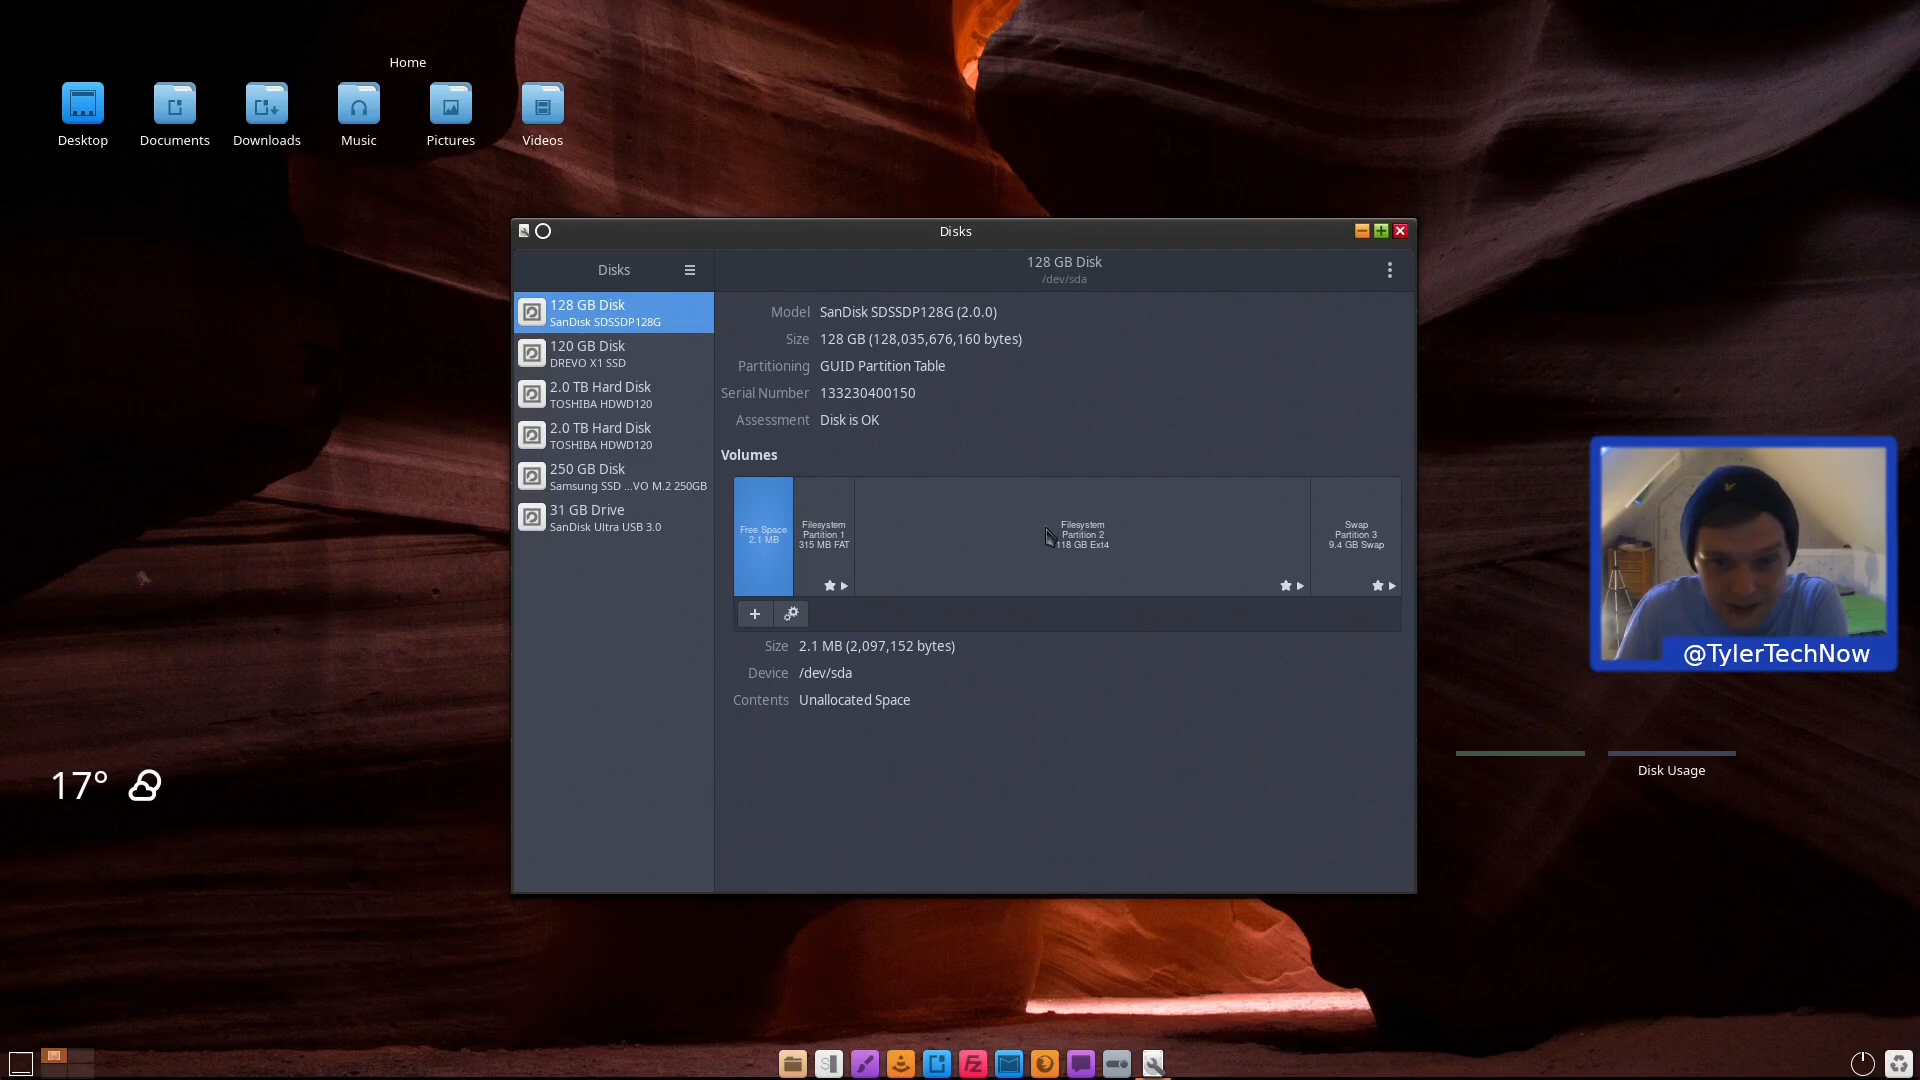 Home
Desktop
Documents
Downloads
Music
Pictures
Videos
Disks
Disks
128 GB Disk
/dev/sda
128 GB Disk
SanDisk SDSSDP128G
120 GB Disk
DREVO X1 SSD
2.0 TB Hard Disk
TOSHIBA HDWD120
2.0 TB Hard Disk
TOSHIBA HDWD120
250 GB Disk
Samsung SSD ...VO M.2 250GB
31 GB Drive
SanDisk Ultra USB 3.0
Model SanDisk SDSSDP128G (2.0.0)
Size 128 GB (128,035,676,160 bytes)
Partitioning GUID Partition Table
Serial Number 133230400150
Assessment Disk is OK
Volumes
Free Space
2.1 MB
Filesystem
Partition 1
315 MB FAT
Filesystem
Partition 2
118 GB Ext4
Swap
Partition 3
9.4 GB Swap
Size 2.1 MB (2,097,152 bytes)
Device /dev/sda
Contents Unallocated Space
@TylerTechNow
Disk Usage
17°
Fz